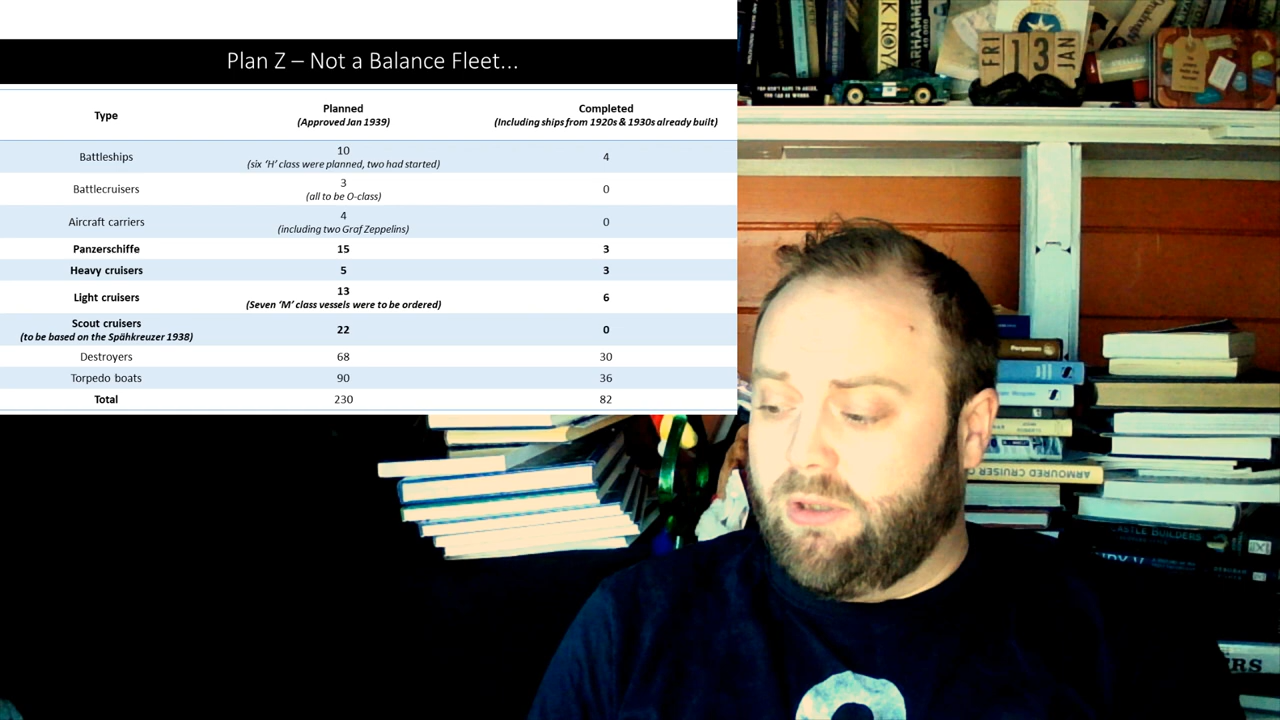 Plan Z – Not a Balance Fleet...
Type
Planned
(Approved Jan 1939)
Completed
(Including ships from 1920s & 1930s already built)
Battleships
10
(six ‘H’ class were planned, two had started)
4
Battlecruisers
3
(all to be O-class)
0
Aircraft carriers
4
(including two Graf Zeppelins)
0
Panzerschiffe
15
3
Heavy cruisers
5
3
Light cruisers
13
(Seven ‘M’ class vessels were to be ordered)
6
Scout cruisers
(to be based on the Spähkreuzer 1938)
22
0
Destroyers
68
30
Torpedo boats
90
36
Total
230
82
FRI
13
JAN
ARMOURED CRUISER
CASTLE BUILDERS